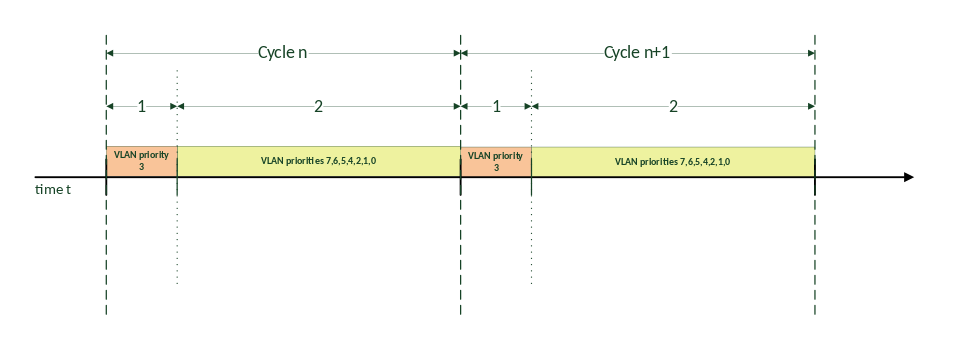 Cycle n
Cycle n+1
1
2
1
2
VLAN priority
3
VLAN priorities 7,6,5,4,2,1,0
VLAN priority
3
VLAN priorities 7,6,5,4,2,1,0
time t